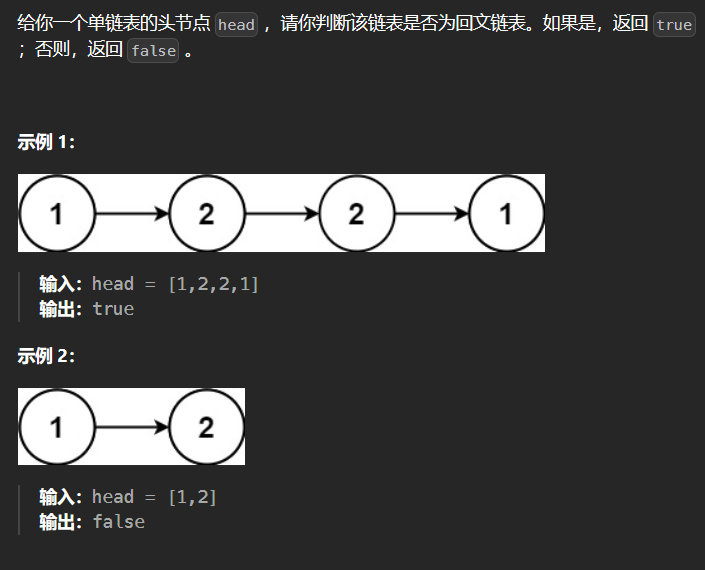 给你一个单链表的头节点 head ，请你判断该链表是否为回文链表。如果是，返回 true
；否则，返回 false 。
示例 1：
1 2 2 1
输入：head = [1,2,2,1]
输出：true
示例 2：
1 2
输入：head = [1,2]
输出：false